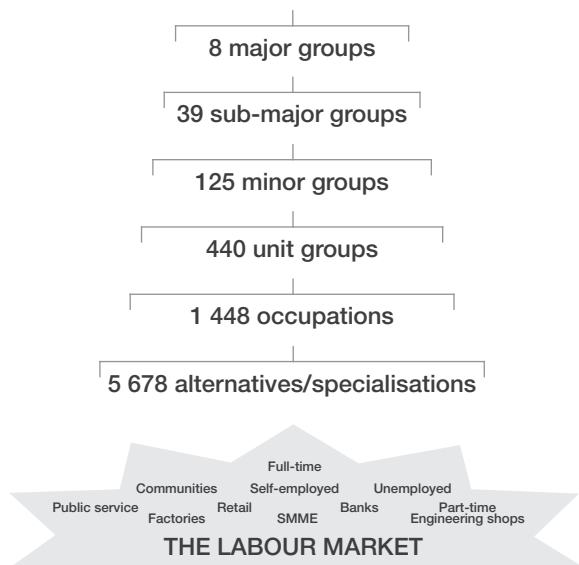 8 major groups
39 sub-major groups
125 minor groups
440 unit groups
1 448 occupations
5 678 alternatives/specialisations
Full-time
Communities Self-employed Unemployed
Public service Retail Banks Part-time
Factories SMME Engineering shops
THE LABOUR MARKET